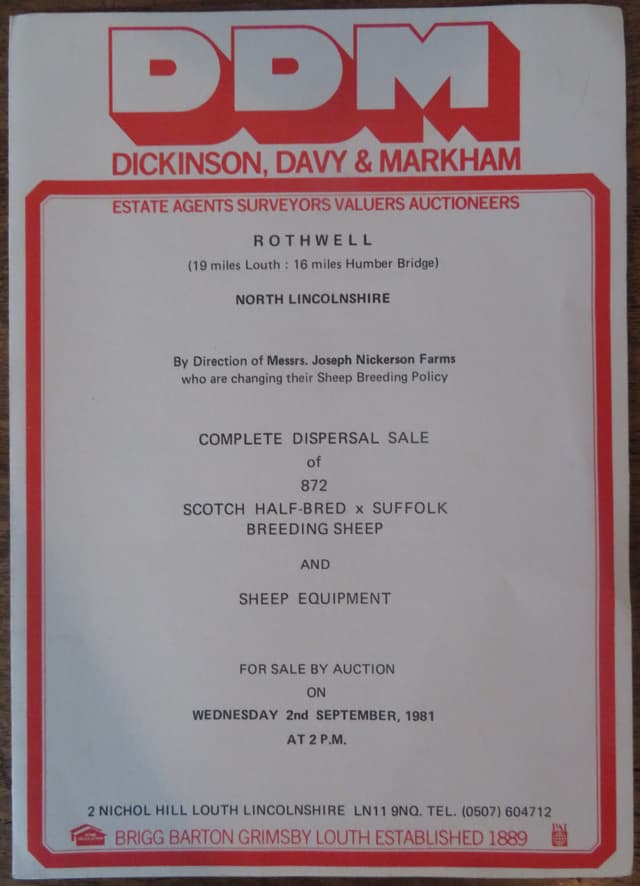 DDM
DICKINSON, DAVY & MARKHAM
ESTATE AGENTS SURVEYORS VALUERS AUCTIONEERS
ROTHWELL
(19 miles Louth : 16 miles Humber Bridge)
NORTH LINCOLNSHIRE
By Direction of Messrs. Joseph Nickerson Farms
who are changing their Sheep Breeding Policy
COMPLETE DISPERSAL SALE
of
872
SCOTCH HALF-BRED x SUFFOLK
BREEDING SHEEP
AND
SHEEP EQUIPMENT
FOR SALE BY AUCTION
ON
WEDNESDAY 2nd SEPTEMBER, 1981
AT 2 P.M.
2 NICHOL HILL LOUTH LINCOLNSHIRE LN11 9NQ. TEL. (0507) 604712
BRIGG BARTON GRIMSBY LOUTH ESTABLISHED 1889